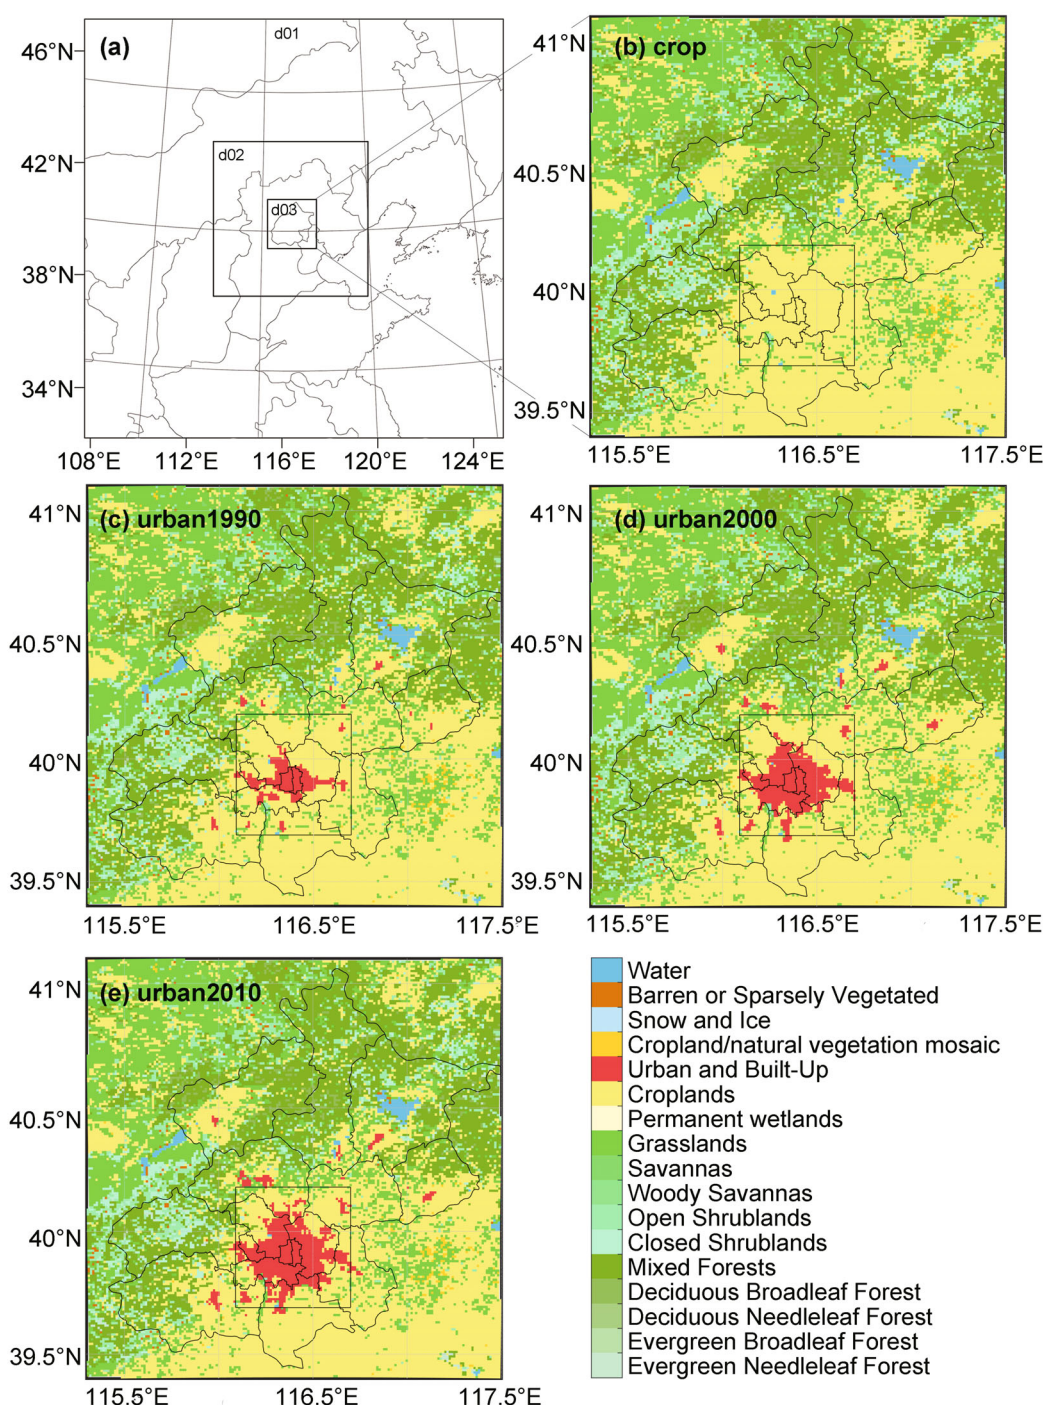 (a)
d01
d02
d03
46°N
42°N
38°N
34°N
108°E 112°E 116°E 120°E 124°E
(b) crop
41°N
40.5°N
40°N
39.5°N
115.5°E 116.5°E 117.5°E
(c) urban1990
41°N
40.5°N
40°N
39.5°N
115.5°E 116.5°E 117.5°E
(d) urban2000
41°N
40.5°N
40°N
39.5°N
115.5°E 116.5°E 117.5°E
(e) urban2010
41°N
40.5°N
40°N
39.5°N
115.5°E 116.5°E 117.5°E
Water
Barren or Sparsely Vegetated
Snow and Ice
Cropland/natural vegetation mosaic
Urban and Built-Up
Croplands
Permanent wetlands
Grasslands
Savannas
Woody Savannas
Open Shrublands
Closed Shrublands
Mixed Forests
Deciduous Broadleaf Forest
Deciduous Needleleaf Forest
Evergreen Broadleaf Forest
Evergreen Needleleaf Forest